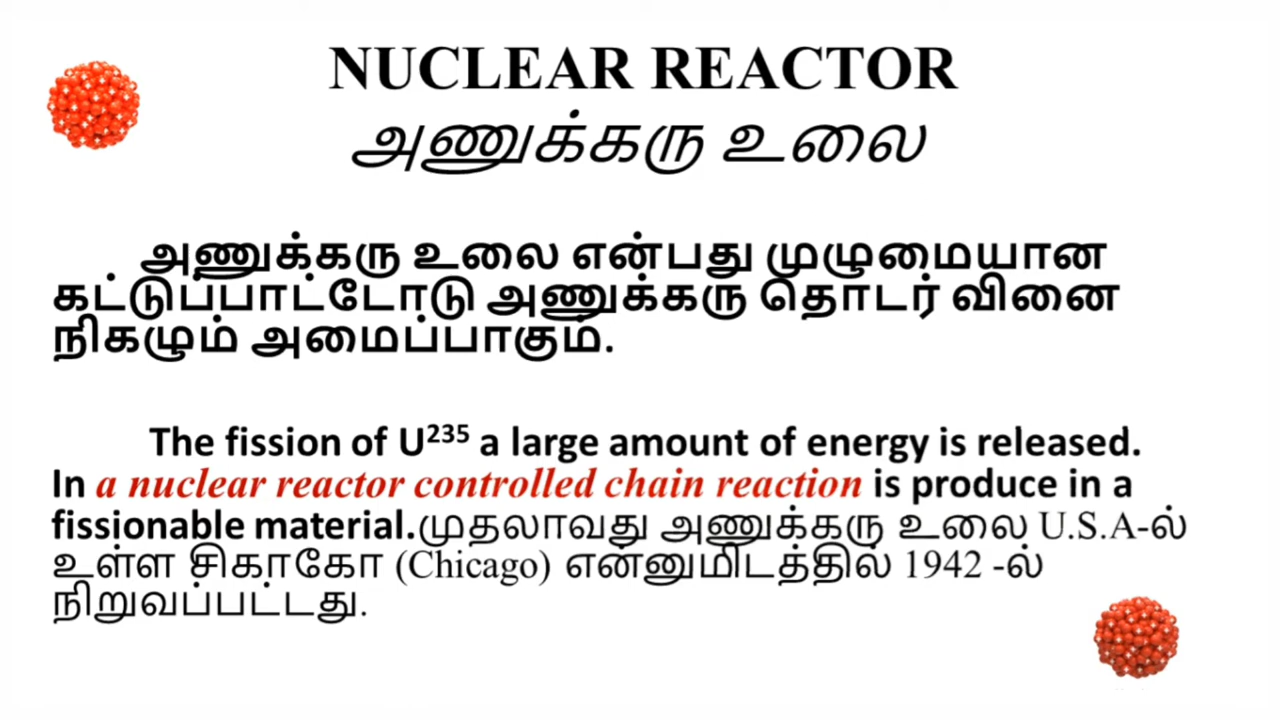 NUCLEAR REACTOR
அணுக்கரு உலை
அணுக்கரு உலை என்பது முழுமையான
கட்டுப்பாட்டோடு அணுக்கரு தொடர் வினை
நிகழும் அமைப்பாகும்.
The fission of U²³⁵ a large amount of energy is released.
In a nuclear reactor controlled chain reaction is produce in a
fissionable material.முதலாவது அணுக்கரு உலை U.S.A-ல்
உள்ள சிகாகோ (Chicago) என்னுமிடத்தில் 1942 -ல்
நிறுவப்பட்டது.